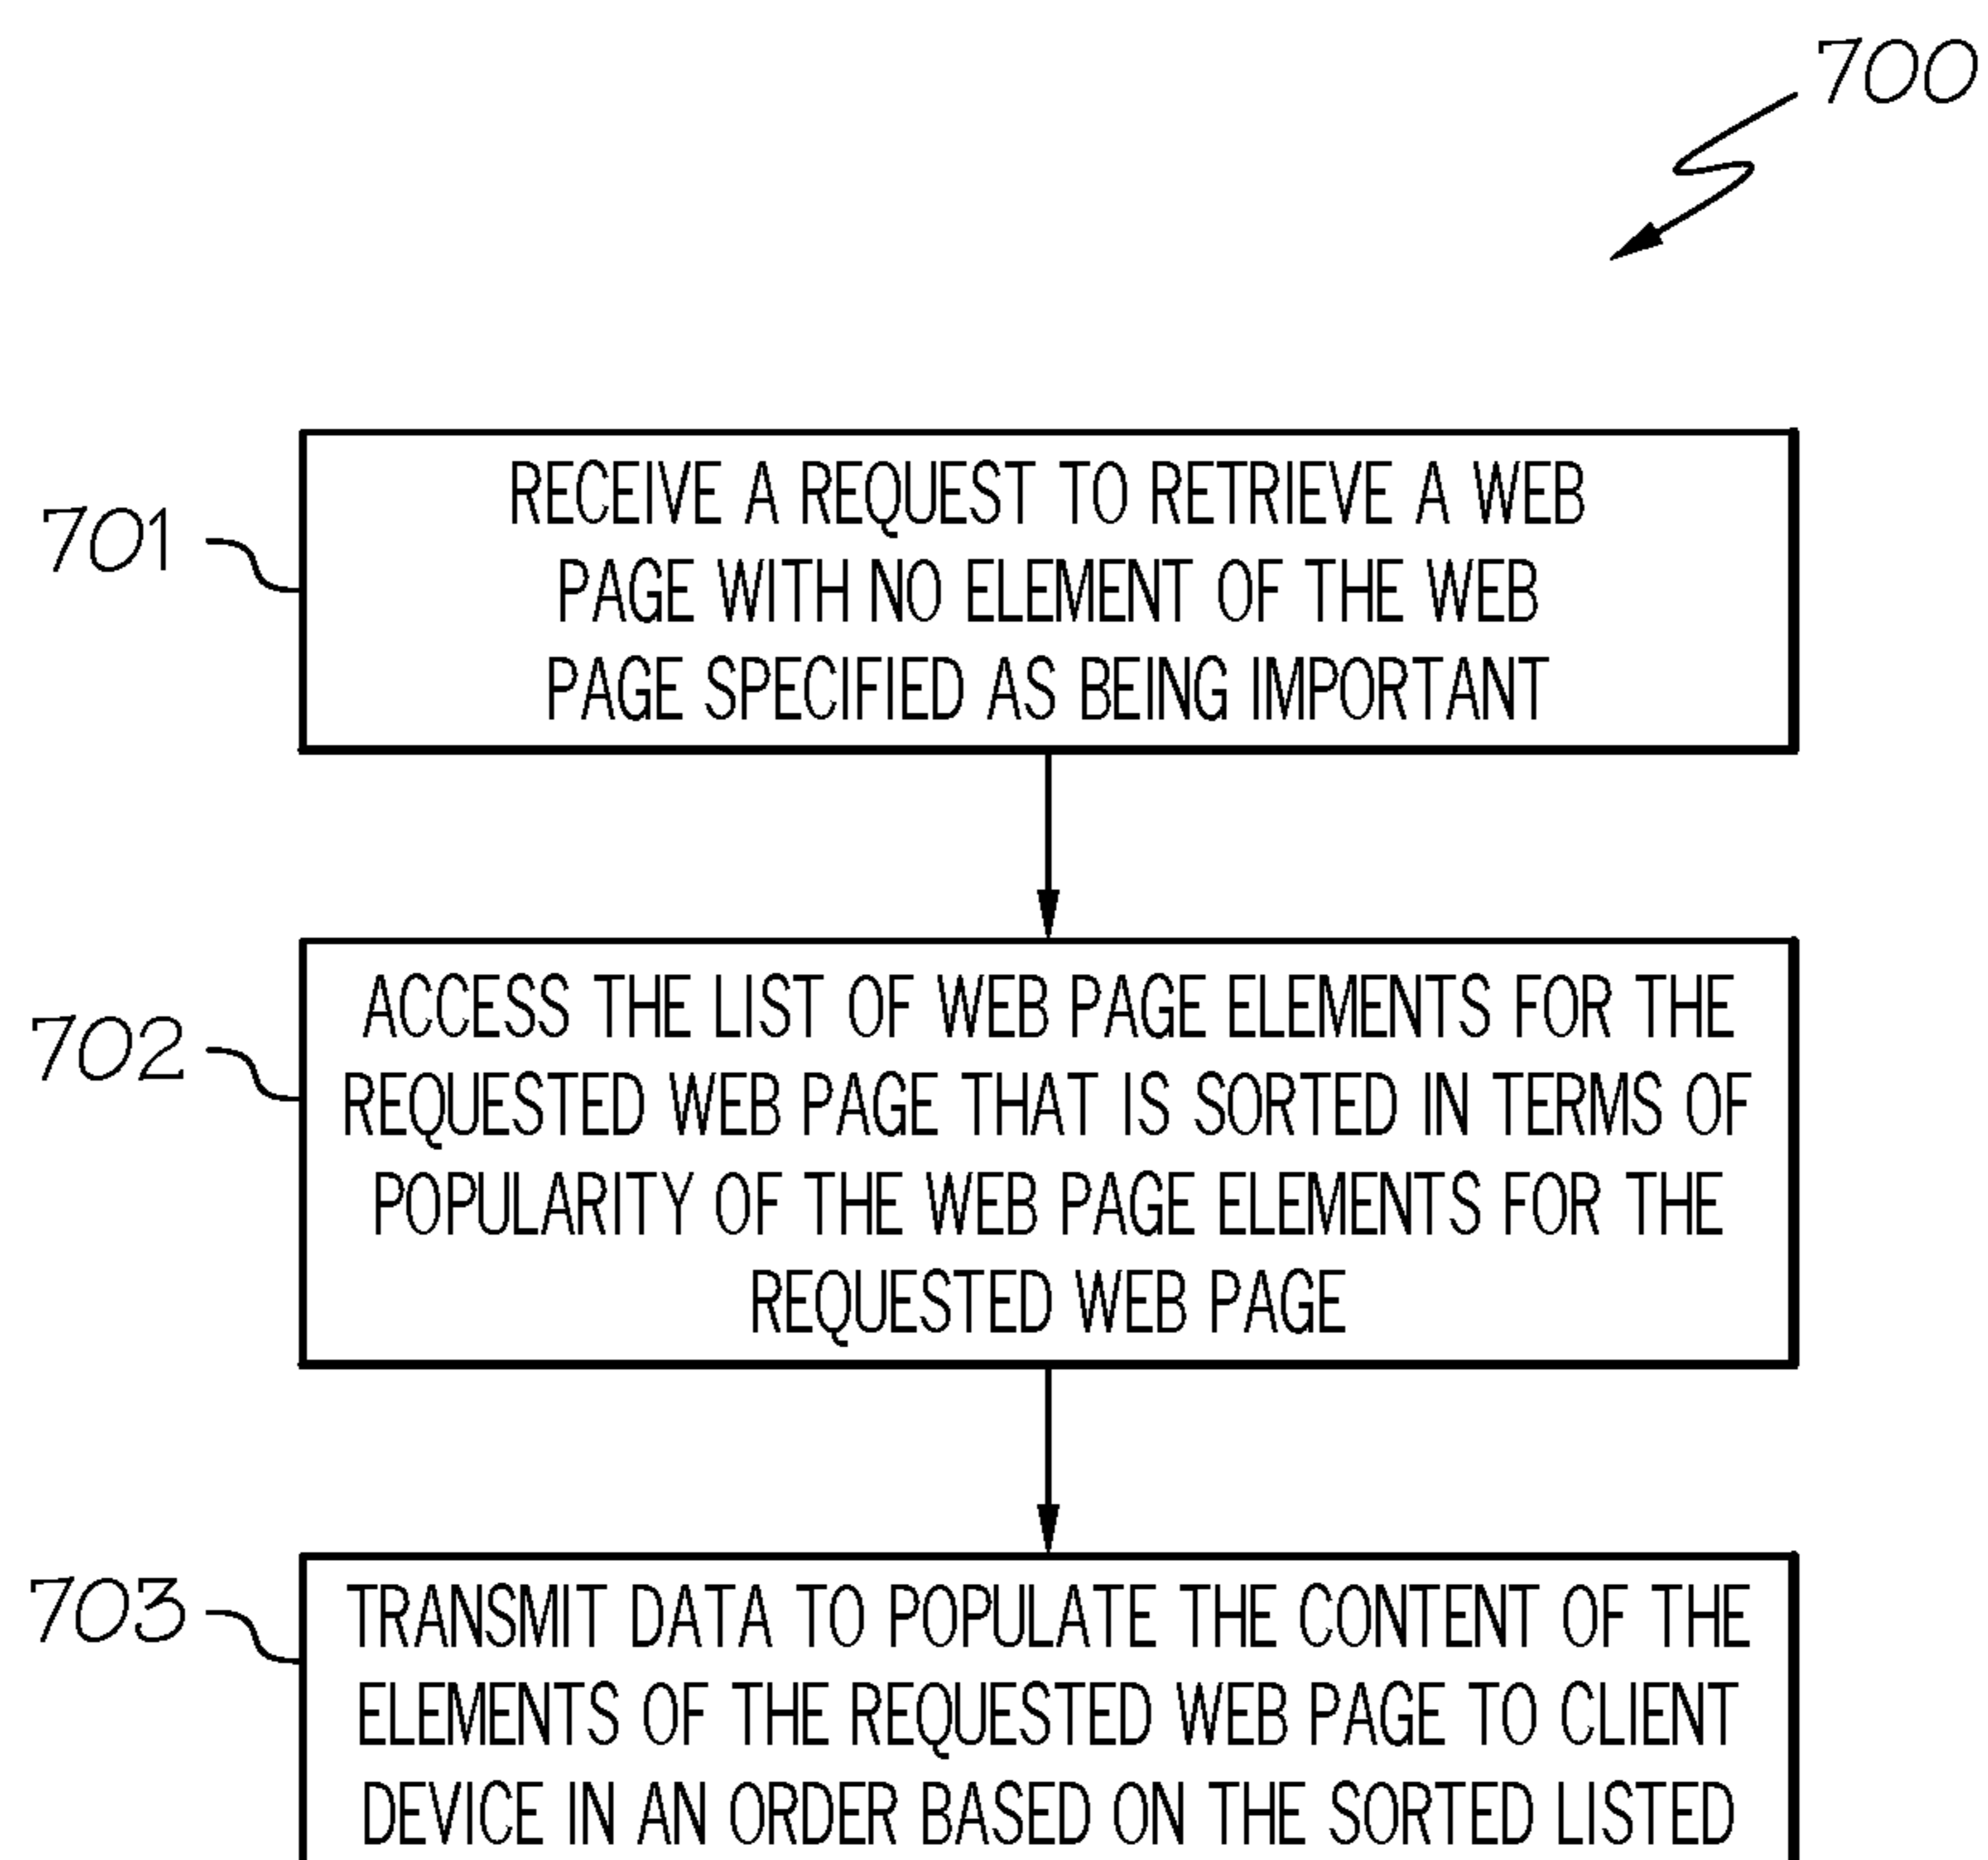 700
701
RECEIVE A REQUEST TO RETRIEVE A WEB
PAGE WITH NO ELEMENT OF THE WEB
PAGE SPECIFIED AS BEING IMPORTANT
702
ACCESS THE LIST OF WEB PAGE ELEMENTS FOR THE
REQUESTED WEB PAGE THAT IS SORTED IN TERMS OF
POPULARITY OF THE WEB PAGE ELEMENTS FOR THE
REQUESTED WEB PAGE
703
TRANSMIT DATA TO POPULATE THE CONTENT OF THE
ELEMENTS OF THE REQUESTED WEB PAGE TO CLIENT
DEVICE IN AN ORDER BASED ON THE SORTED LISTED